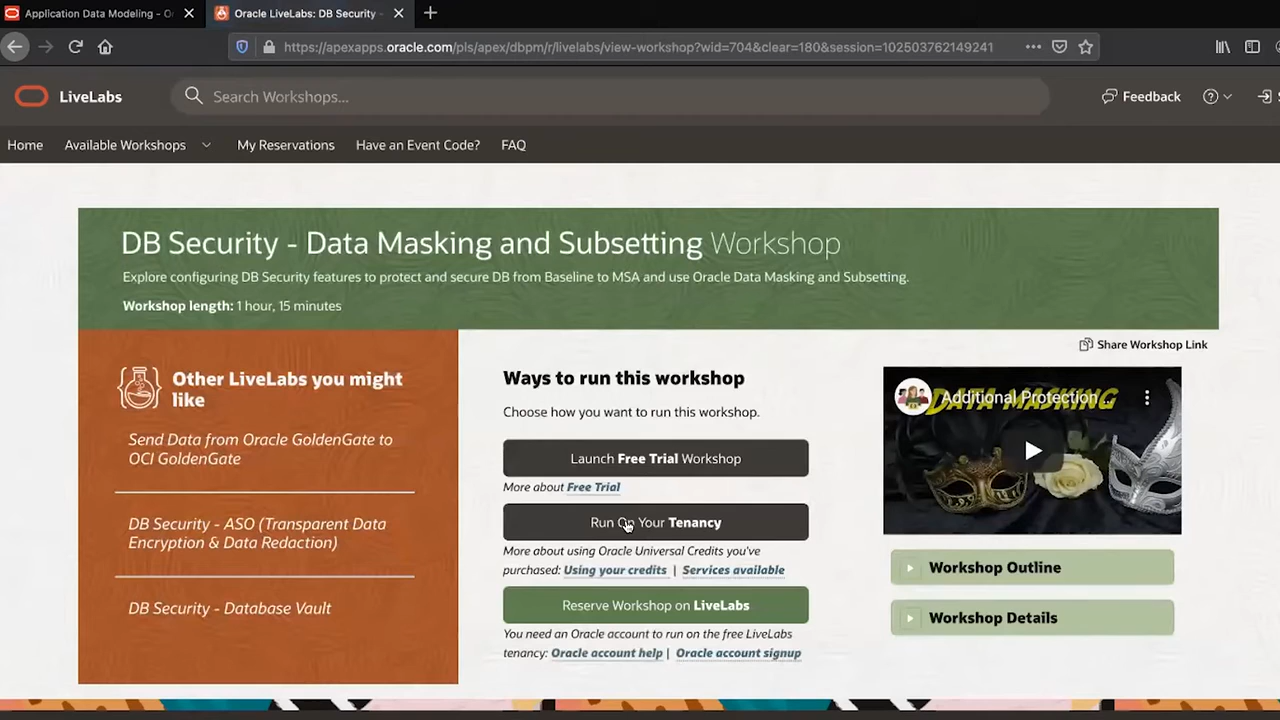 Application Data Modeling - O
Oracle LiveLabs: DB Security -
https://apexapps.oracle.com/pls/apex/dbpm/r/livelabs/view-workshop?wid=704&clear=180&session=102503762149241
LiveLabs
Search Workshops...
Feedback
Home
Available Workshops
My Reservations
Have an Event Code?
FAQ
DB Security - Data Masking and Subsetting Workshop
Explore configuring DB Security features to protect and secure DB from Baseline to MSA and use Oracle Data Masking and Subsetting.
Workshop length: 1 hour, 15 minutes
Share Workshop Link
Other LiveLabs you might
like
Send Data from Oracle GoldenGate to
OCI GoldenGate
DB Security - ASO (Transparent Data
Encryption & Data Redaction)
DB Security - Database Vault
Ways to run this workshop
Choose how you want to run this workshop.
Launch Free Trial Workshop
More about Free Trial
Run On Your Tenancy
More about using Oracle Universal Credits you've
purchased: Using your credits | Services available
Reserve Workshop on LiveLabs
You need an Oracle account to run on the free LiveLabs
tenancy: Oracle account help | Oracle account signup
Additional Protection ...
DATA MASKING
Workshop Outline
Workshop Details